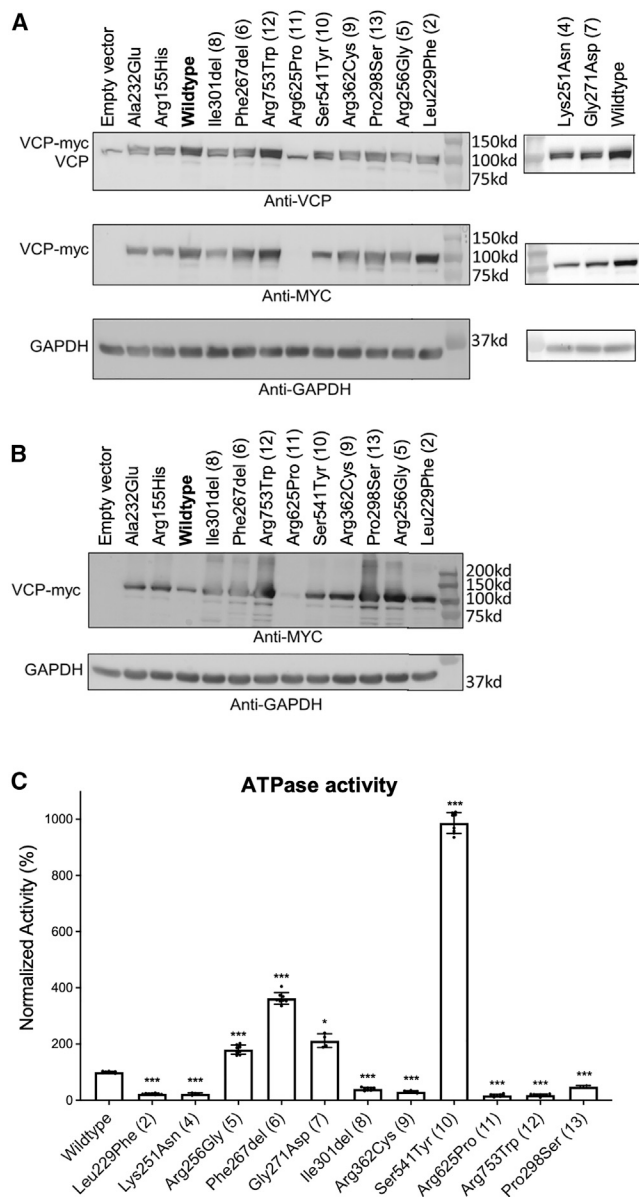 A
Empty vector
Ala232Glu
Arg155His
Wildtype
Ile301del (8)
Phe267del (6)
Arg753Trp (12)
Arg625Pro (11)
Ser541Tyr (10)
Arg362Cys (9)
Pro298Ser (13)
Arg256Gly (5)
Leu229Phe (2)
Lys251Asn (4)
Gly271Asp (7)
Wildtype
VCP-myc
VCP
150kd
100kd
75kd
Anti-VCP
VCP-myc
150kd
100kd
75kd
Anti-MYC
GAPDH
37kd
Anti-GAPDH
B
Empty vector
Ala232Glu
Arg155His
Wildtype
Ile301del (8)
Phe267del (6)
Arg753Trp (12)
Arg625Pro (11)
Ser541Tyr (10)
Arg362Cys (9)
Pro298Ser (13)
Arg256Gly (5)
Leu229Phe (2)
VCP-myc
200kd
150kd
100kd
75kd
Anti-MYC
GAPDH
37kd
Anti-GAPDH
C
ATPase activity
Normalized Activity (%)
1000
800
600
400
200
0
***
***
***
***
*
***
***
***
***
***
***
Wildtype
Leu229Phe (2)
Lys251Asn (4)
Arg256Gly (5)
Phe267del (6)
Gly271Asp (7)
Ile301del (8)
Arg362Cys (9)
Ser541Tyr (10)
Arg625Pro (11)
Arg753Trp (12)
Pro298Ser (13)